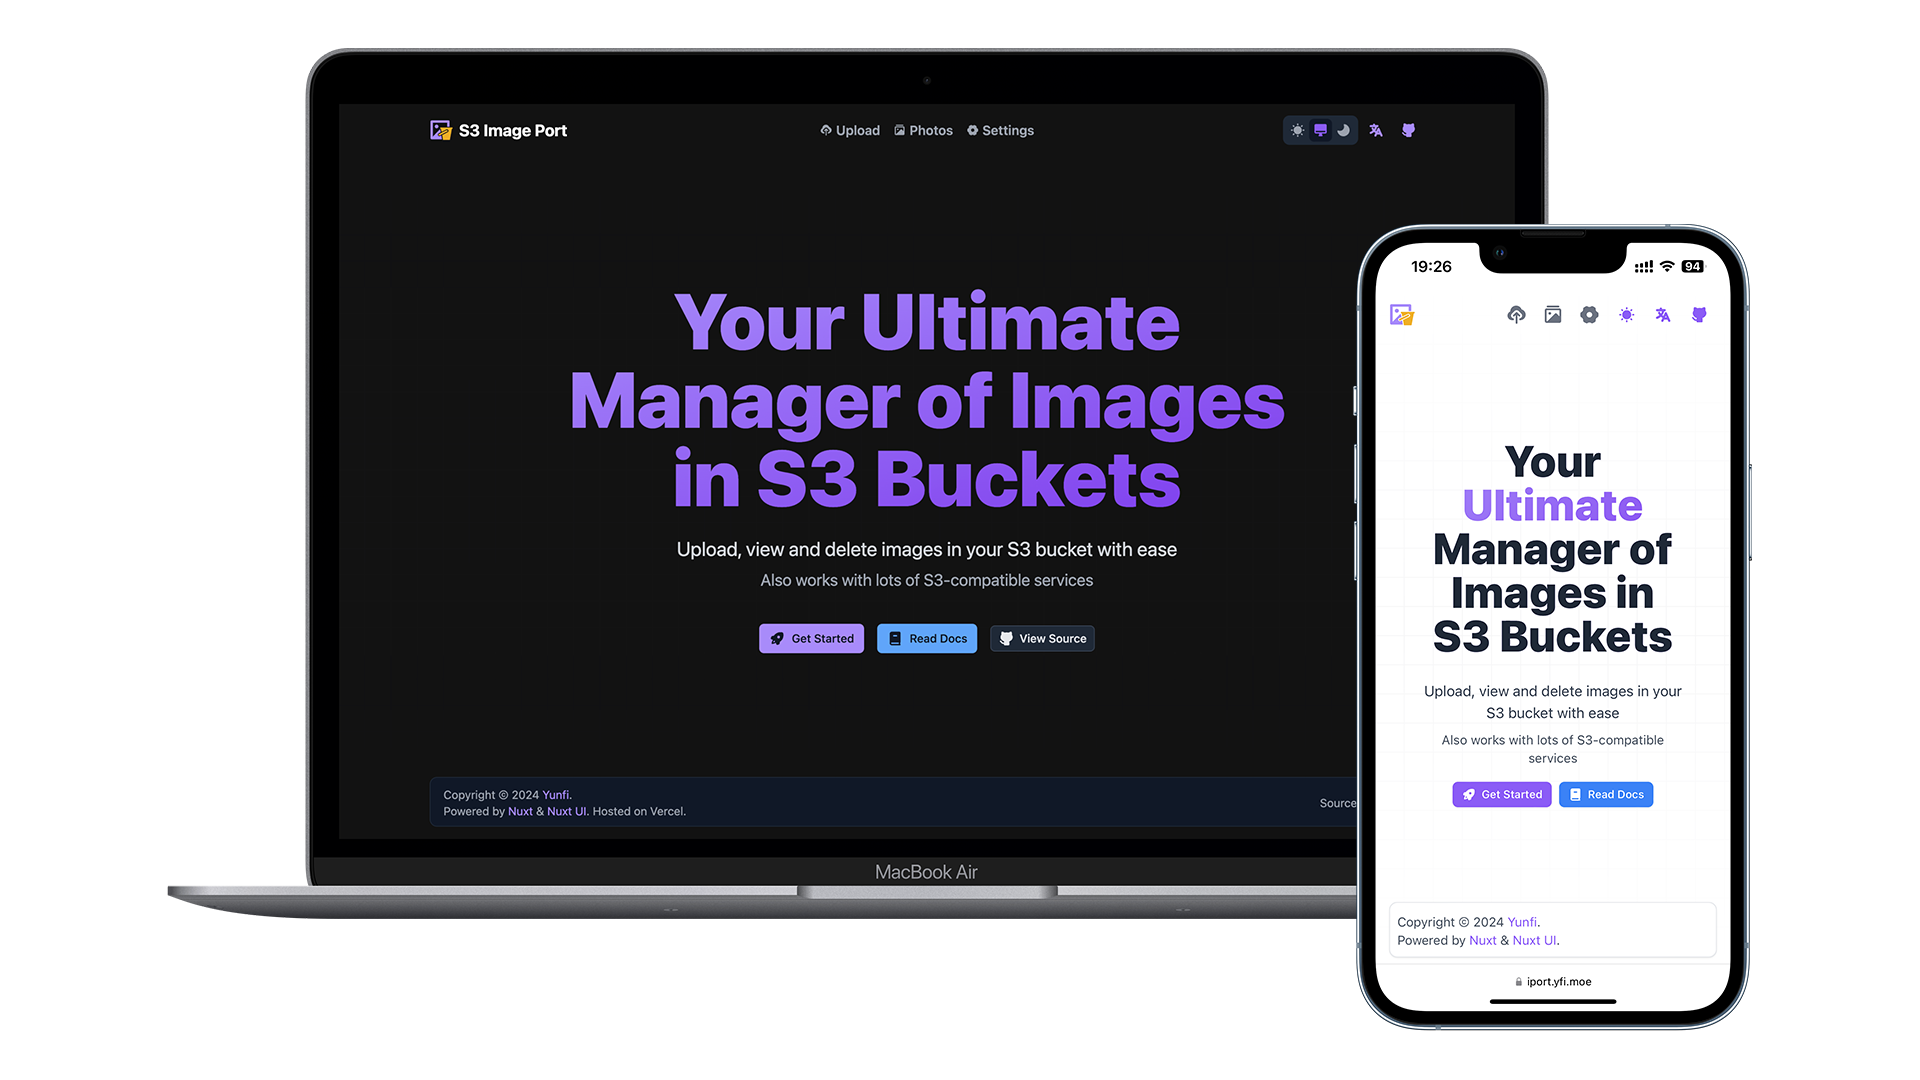 S3 Image Port
Upload Photos Settings
Your Ultimate
Manager of Images
in S3 Buckets
Upload, view and delete images in your S3 bucket with ease
Also works with lots of S3-compatible services
Get Started Read Docs View Source
Copyright © 2024 Yunfi.
Powered by Nuxt & Nuxt UI. Hosted on Vercel.
Source
MacBook Air
19:26
94
Your
Ultimate
Manager of
Images in
S3 Buckets
Upload, view and delete images in your
S3 bucket with ease
Also works with lots of S3-compatible
services
Get Started Read Docs
Copyright © 2024 Yunfi.
Powered by Nuxt & Nuxt UI.
iport.yfi.moe